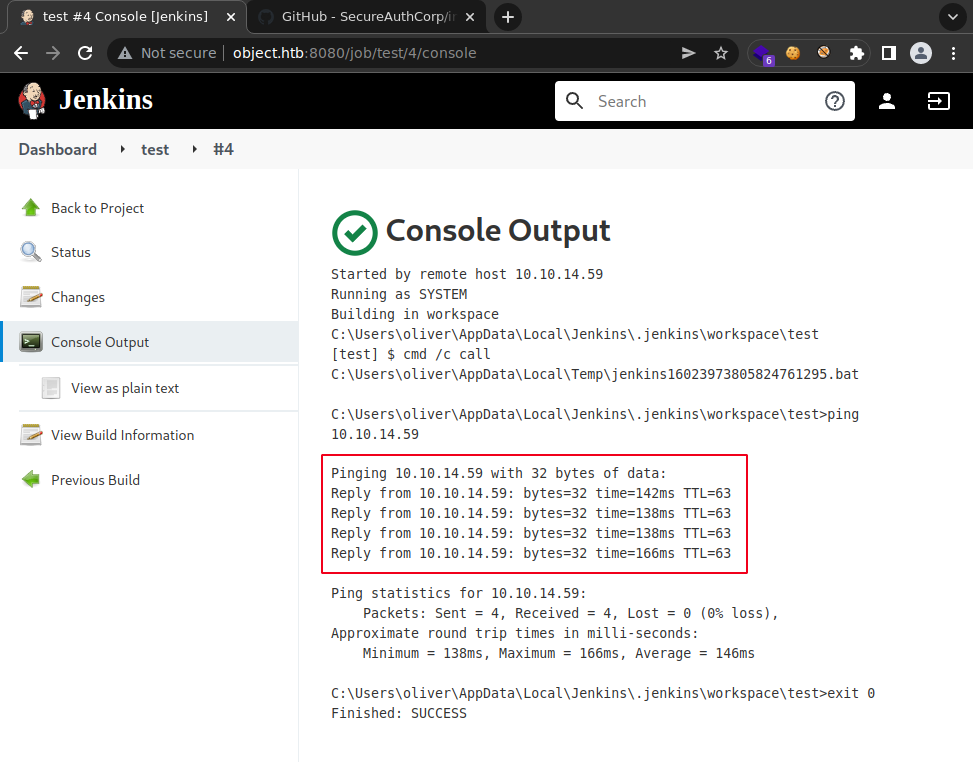 test #4 Console [Jenkins]
GitHub - SecureAuthCorp/
Not secure | object.htb:8080/job/test/4/console
6
Jenkins
Search
Dashboard
test
#4
Back to Project
Status
Changes
Console Output
View as plain text
View Build Information
Previous Build
Console Output
Started by remote host 10.10.14.59
Running as SYSTEM
Building in workspace
C:\Users\oliver\AppData\Local\Jenkins\.jenkins\workspace\test
[test] $ cmd /c call
C:\Users\oliver\AppData\Local\Temp\jenkins16023973805824761295.bat
C:\Users\oliver\AppData\Local\Jenkins\.jenkins\workspace\test>ping
10.10.14.59
Pinging 10.10.14.59 with 32 bytes of data:
Reply from 10.10.14.59: bytes=32 time=142ms TTL=63
Reply from 10.10.14.59: bytes=32 time=138ms TTL=63
Reply from 10.10.14.59: bytes=32 time=138ms TTL=63
Reply from 10.10.14.59: bytes=32 time=166ms TTL=63
Ping statistics for 10.10.14.59:
Packets: Sent = 4, Received = 4, Lost = 0 (0% loss),
Approximate round trip times in milli-seconds:
Minimum = 138ms, Maximum = 166ms, Average = 146ms
C:\Users\oliver\AppData\Local\Jenkins\.jenkins\workspace\test>exit 0
Finished: SUCCESS